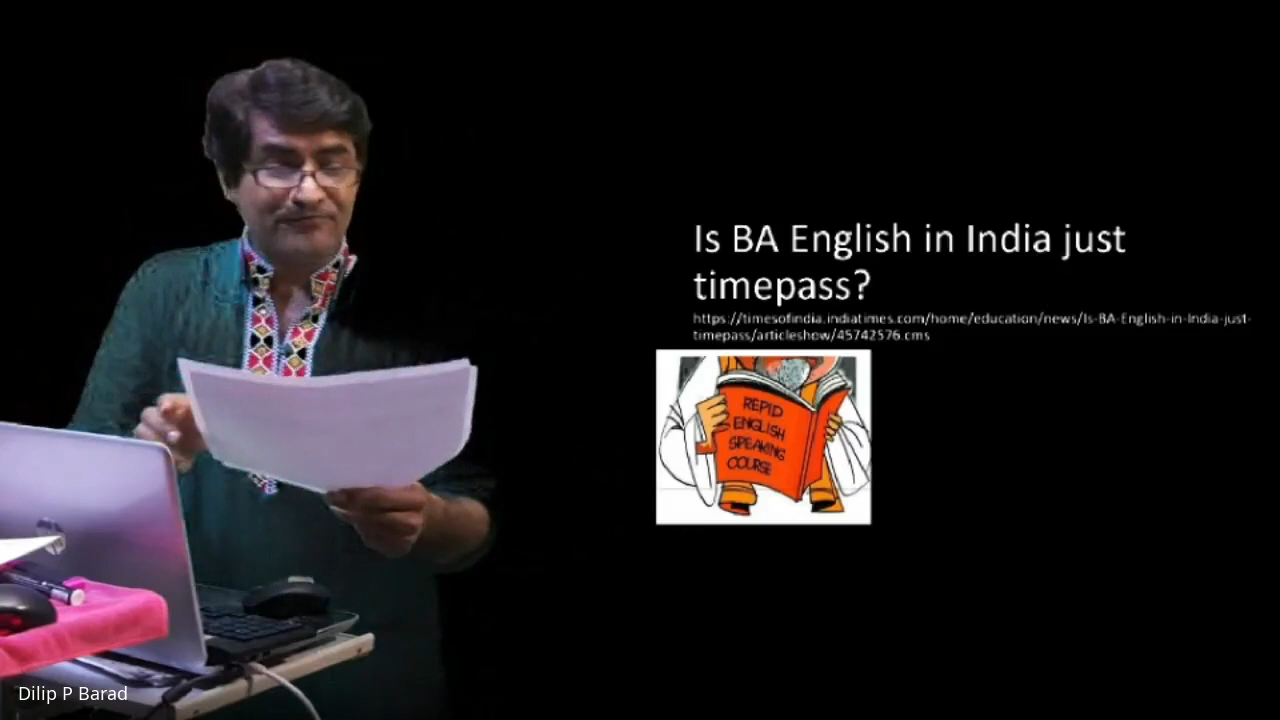 Is BA English in India just
timepass?
https://timesofindia.indiatimes.com/home/education/news/Is-BA-English-in-India-just-
timepass/articleshow/45742576.cms
REPID
ENGLISH
SPEAKING
COURSE
Dilip P Barad